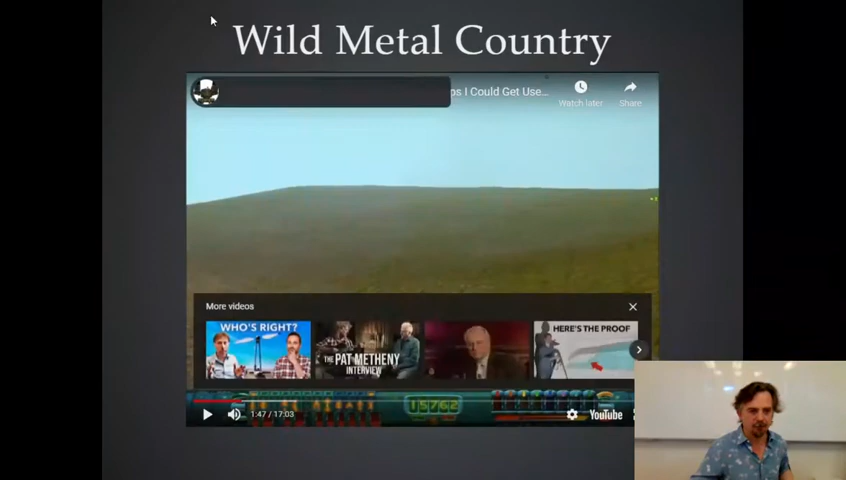 Wild Metal Country
ps I Could Get Use...
Watch later
Share
More videos
WHO'S RIGHT?
THE PAT METHENY
INTERVIEW
HERE'S THE PROOF
15762
1:47 / 17:03
YouTube